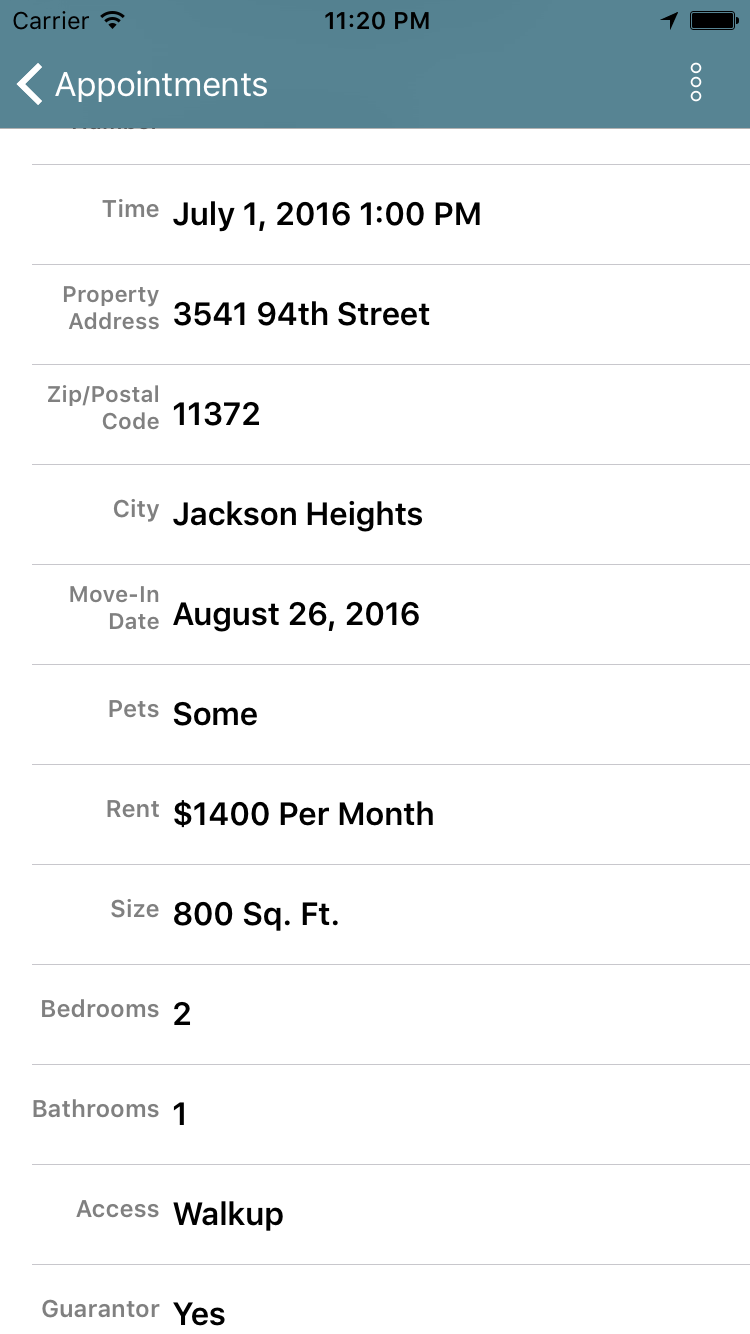 Carrier 11:20 PM
Appointments
Time July 1, 2016 1:00 PM
Property
Address 3541 94th Street
Zip/Postal
Code 11372
City Jackson Heights
Move-In
Date August 26, 2016
Pets Some
Rent $1400 Per Month
Size 800 Sq. Ft.
Bedrooms 2
Bathrooms 1
Access Walkup
Guarantor Yes